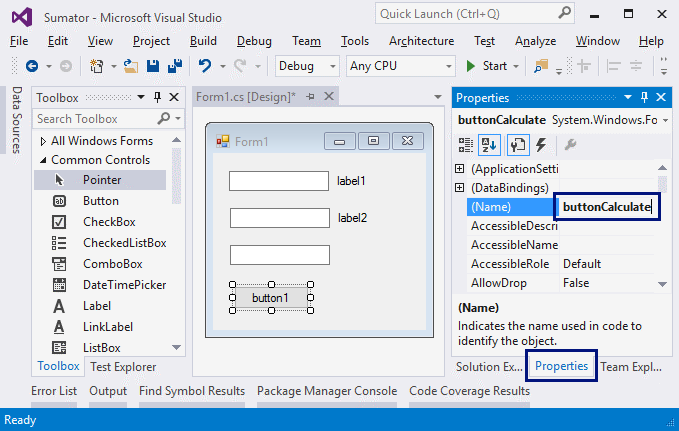 Sumator - Microsoft Visual Studio
Quick Launch (Ctrl+Q)
File Edit View Project Build Debug Team Tools Architecture Test Analyze Window Help
Debug Any CPU Start
Data Sources
Toolbox
Search Toolbox
All Windows Forms
Common Controls
Pointer
Button
CheckBox
CheckedListBox
ComboBox
DateTimePicker
Label
LinkLabel
ListBox
Toolbox Test Explorer
Form1.cs [Design]*
Form1
label1
label2
button1
Properties
buttonCalculate System.Windows.Fo
(ApplicationSetti
(DataBindings)
(Name) buttonCalculate
AccessibleDescri
AccessibleName
AccessibleRole Default
AllowDrop False
(Name)
Indicates the name used in code to
identify the object.
Solution Ex... Properties Team Expl...
Error List Output Find Symbol Results Package Manager Console Code Coverage Results
Ready